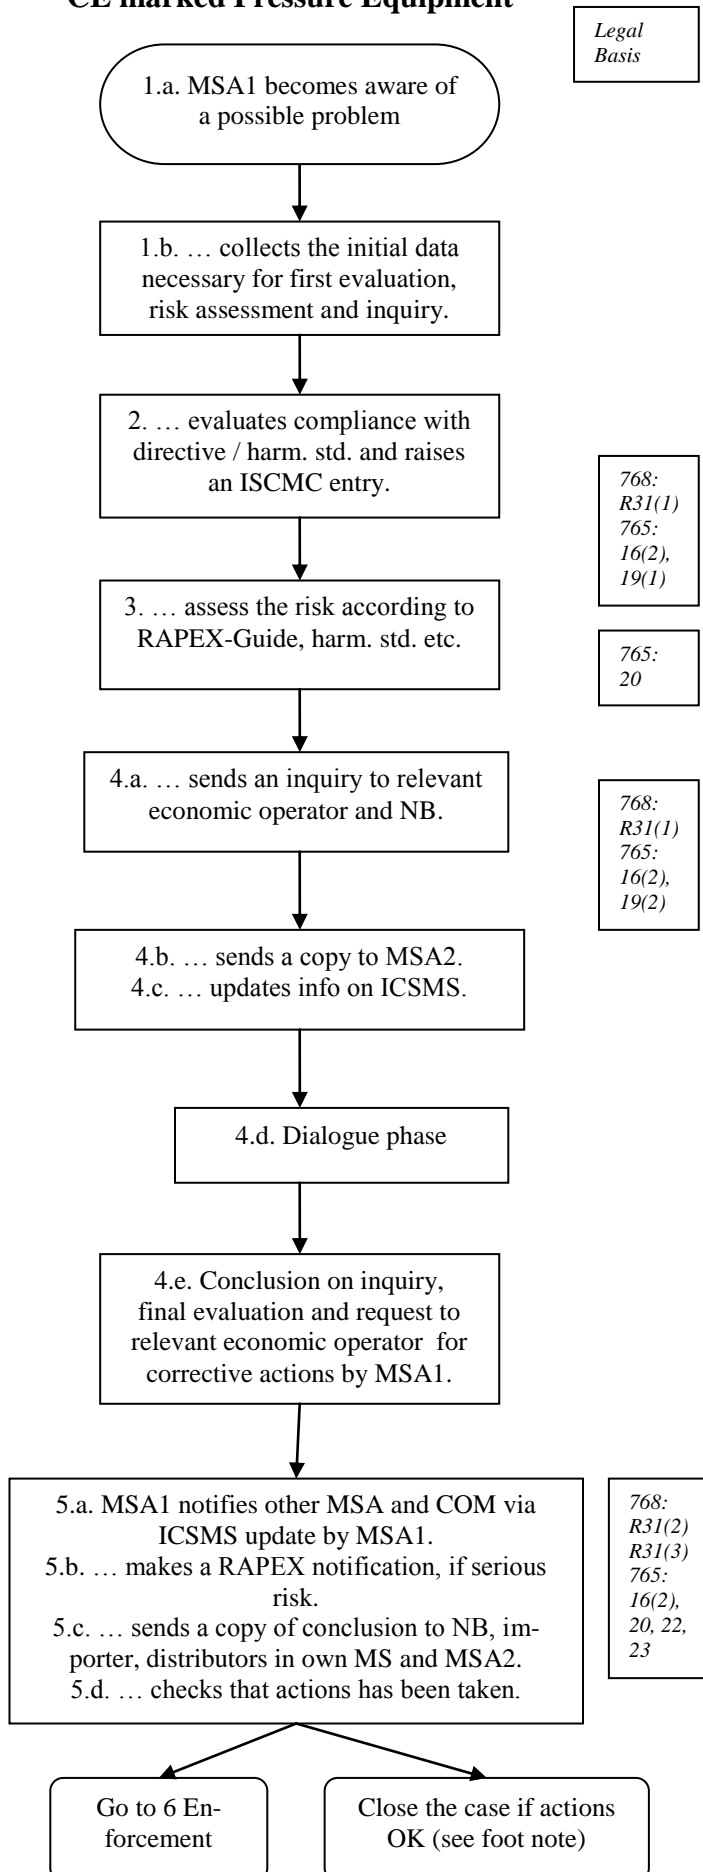 CE marked Pressure Equipment
Legal
Basis
1.a. MSA1 becomes aware of
a possible problem
1.b. … collects the initial data
necessary for first evaluation,
risk assessment and inquiry.
2. … evaluates compliance with
directive / harm. std. and raises
an ISCMC entry.
768:
R31(1)
765:
16(2),
19(1)
3. … assess the risk according to
RAPEX-Guide, harm. std. etc.
765:
20
4.a. … sends an inquiry to relevant
economic operator and NB.
768:
R31(1)
765:
16(2),
19(2)
4.b. … sends a copy to MSA2.
4.c. … updates info on ICSMS.
4.d. Dialogue phase
4.e. Conclusion on inquiry,
final evaluation and request to
relevant economic operator for
corrective actions by MSA1.
5.a. MSA1 notifies other MSA and COM via
ICSMS update by MSA1.
5.b. … makes a RAPEX notification, if serious
risk.
5.c. … sends a copy of conclusion to NB, im-
porter, distributors in own MS and MSA2.
5.d. … checks that actions has been taken.
768:
R31(2)
R31(3)
765:
16(2),
20, 22,
23
Go to 6 En-
forcement
Close the case if actions
OK (see foot note)